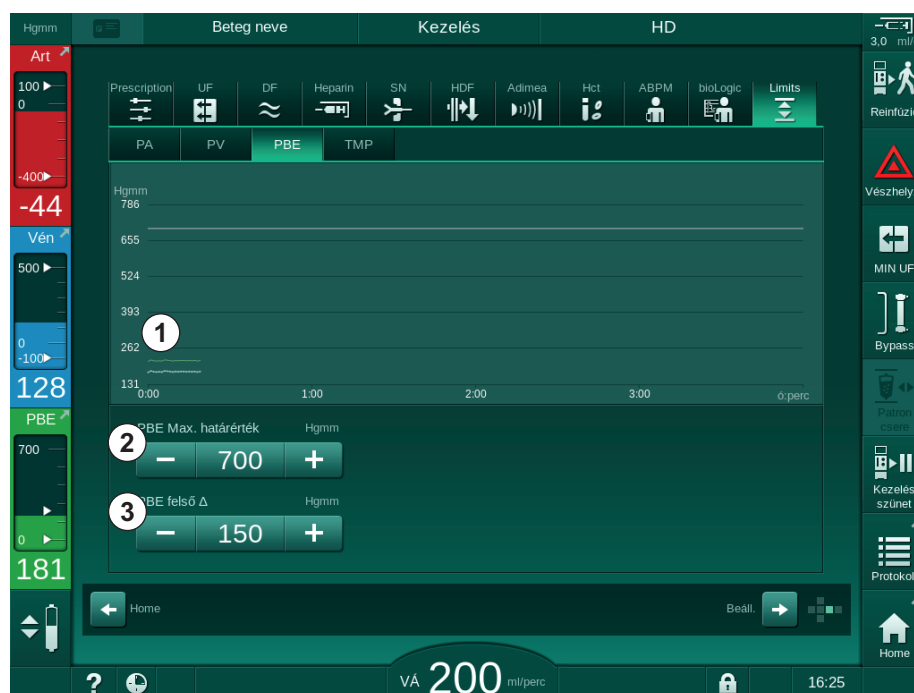 Hgmm
Beteg neve
Kezelés
HD
3,0 ml/
Art
100
0
-400
-44
Vén
500
0
-100
128
PBE
700
0
181
Prescription
UF
DF
Heparin
SN
HDF
Adimea
Hct
ABPM
bioLogic
Limits
PA
PV
PBE
TMP
Hgmm
786
655
524
393
262
131
0:00
1:00
2:00
3:00
ó:perc
1
2
PBE Max. határérték
Hgmm
− 700 +
3
PBE felső Δ
Hgmm
− 150 +
Home
Beáll.
Reinfúzió
Vészhely
MIN UF
Bypass
Patron
csere
Kezelés
szünet
Protokol
Home
?
VÁ 200 ml/perc
16:25